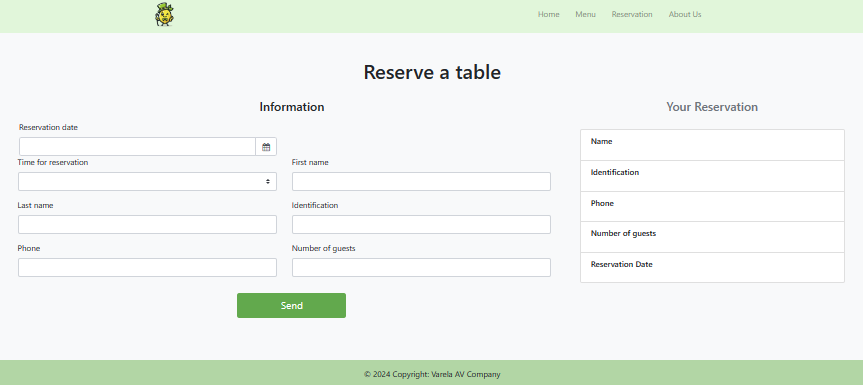 Home Menu Reservation About Us
Reserve a table
Information
Your Reservation
Reservation date
Time for reservation
First name
Last name
Identification
Phone
Number of guests
Send
Name
Identification
Phone
Number of guests
Reservation Date
© 2024 Copyright: Varela AV Company